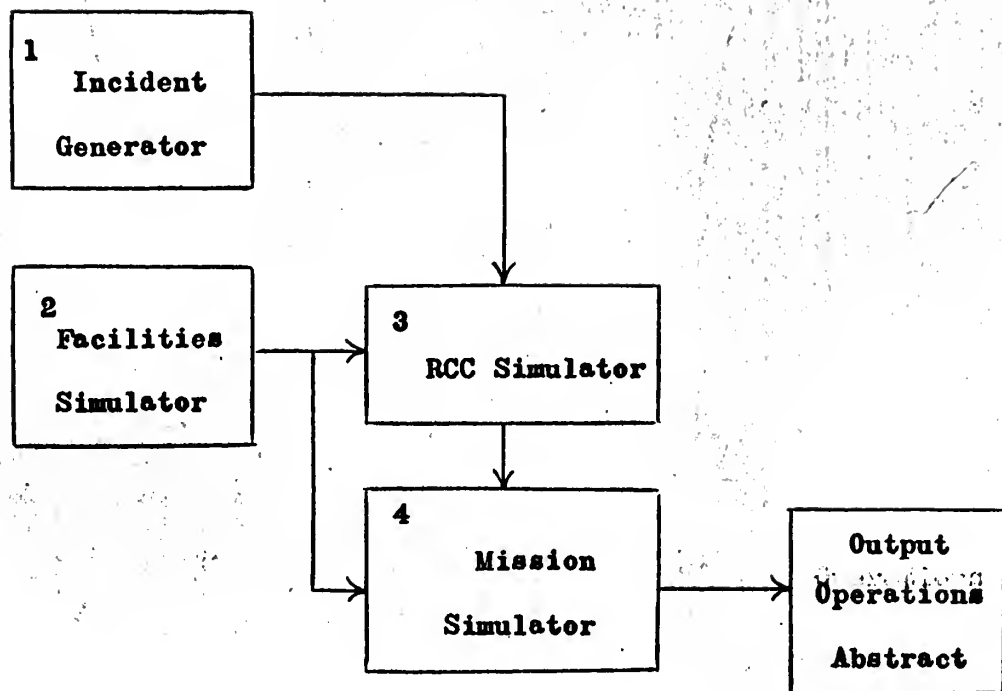 1
Incident
Generator
2
Facilities
Simulator
3
RCC Simulator
4
Mission
Simulator
Output
Operations
Abstract